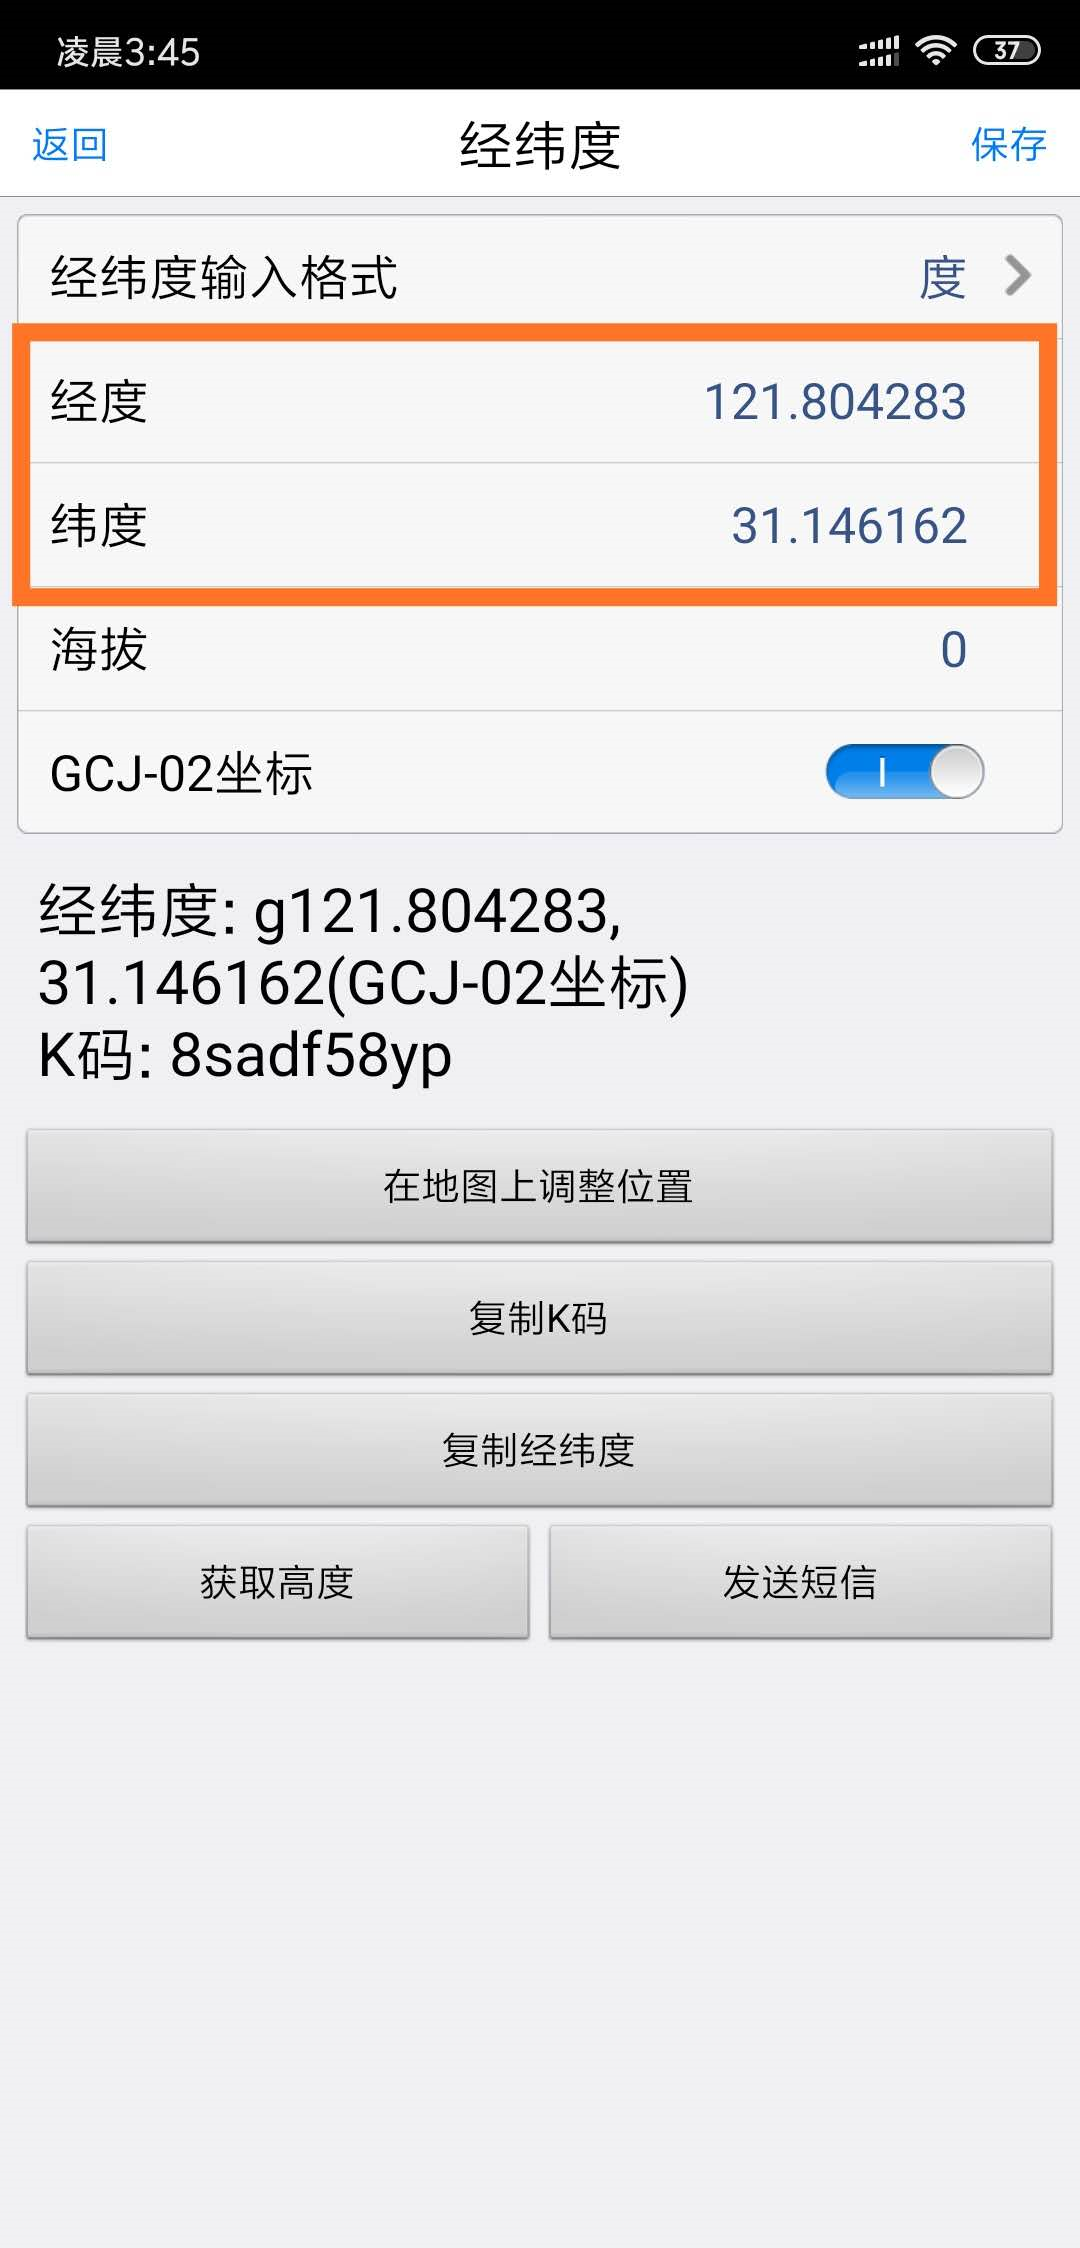 凌晨3:45
37
返回
经纬度
保存
经纬度输入格式
度
经度
121.804283
纬度
31.146162
海拔
0
GCJ-02坐标
经纬度: g121.804283,
31.146162(GCJ-02坐标)
K码: 8sadf58yp
在地图上调整位置
复制K码
复制经纬度
获取高度
发送短信